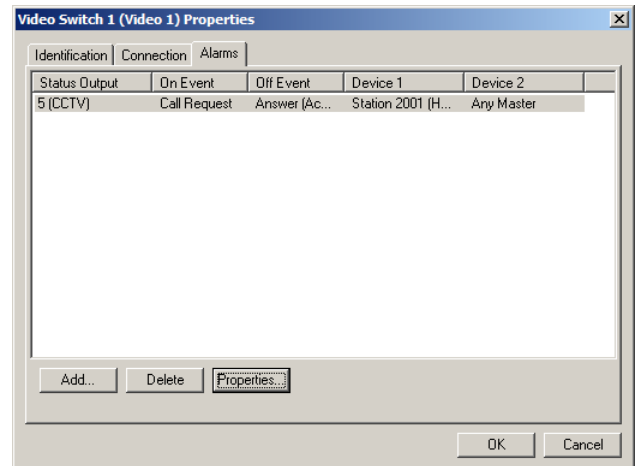 Video Switch 1 (Video 1) Properties
Identification Connection Alarms
Status Output On Event Off Event Device 1 Device 2
5 (CCTV) Call Request Answer (Ac... Station 2001 (H... Any Master
Add... Delete Properties...
OK Cancel